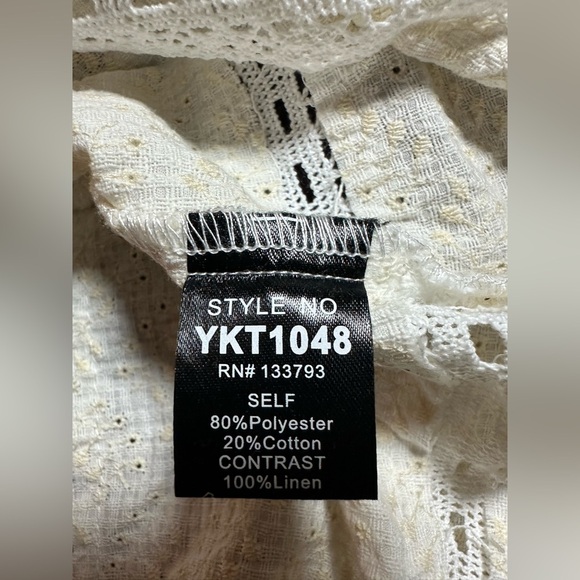 STYLE NO
YKT1048
RN# 133793
SELF
80%Polyester
20%Cotton
CONTRAST
100%Linen